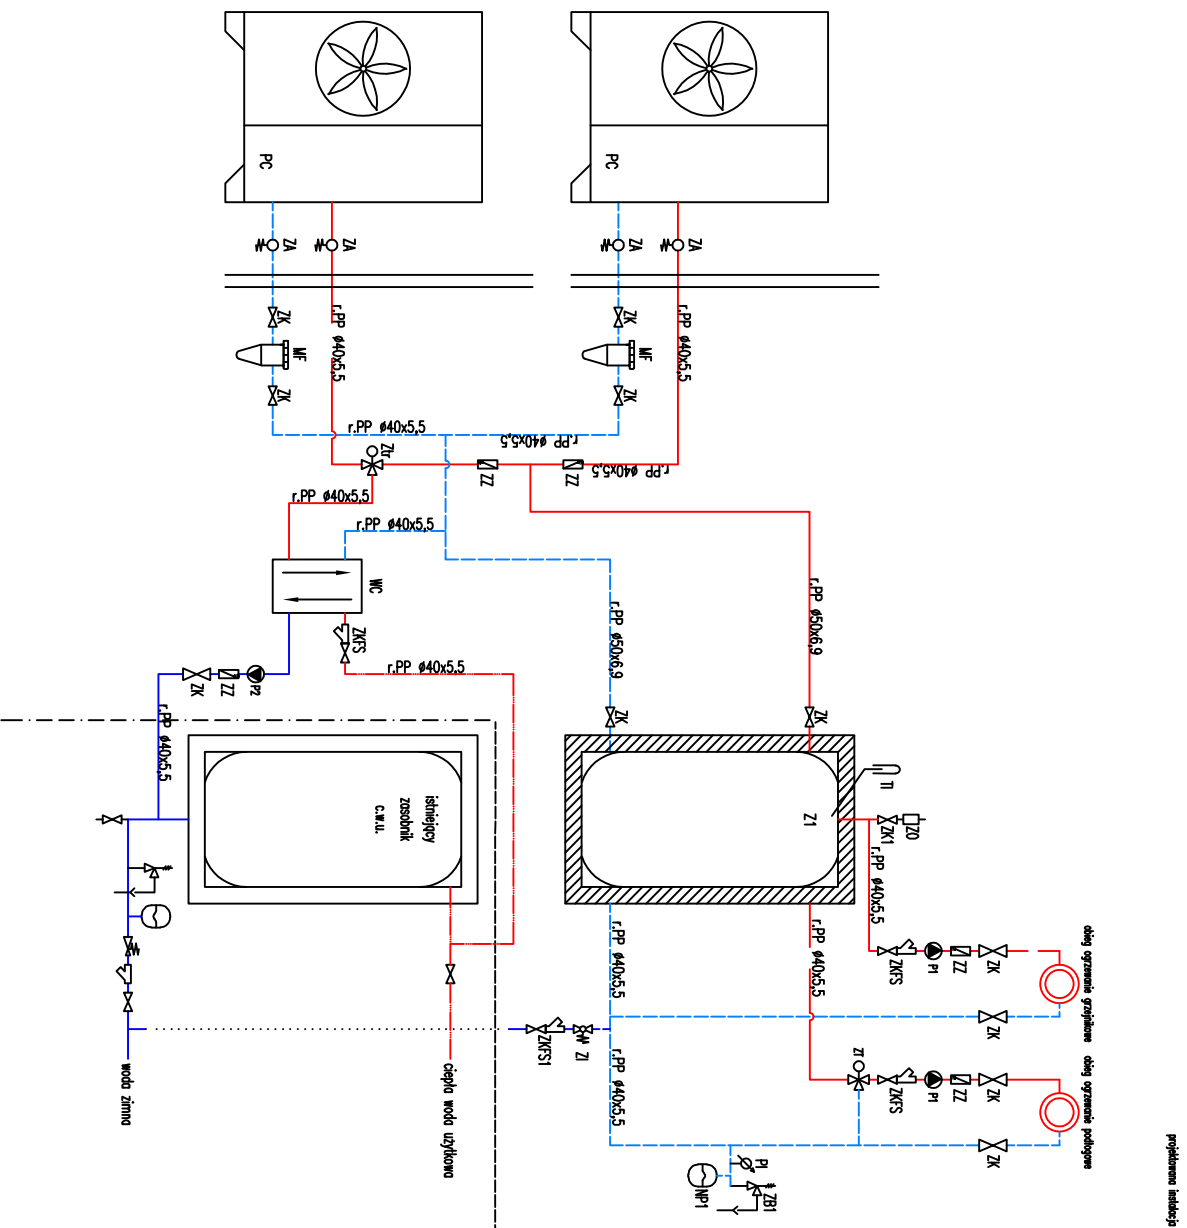 PC
PC
ZA
ZA
ZA
ZA
ZK
r.PP ø40x5,5
ZK
r.PP ø40x5,5
MF
MF
ZK
ZK
r.PP ø40x5,5
r.PP ø40x5,5
Ztr
ZZ
ZZ
r.PP ø40x5,5
r.PP ø40x5,5
r.PP ø40x5,5
WC
r.PP ø50x6,9
r.PP ø50x6,9
ZKFS
r.PP ø40x5,5
ZK
ZZ
P2
ZK
ZK
r.PP ø40x5,5
istniejący
zasobnik
c.w.u.
Z1
TI
ZK1
ZO
r.PP ø40x5,5
r.PP ø40x5,5
r.PP ø40x5,5
ZKFS
P1
ZZ
ZK
obieg ogrzewanie grzejnikowe
ZK
ZKFS1
ZI
r.PP ø40x5,5
ZT
ZKFS
P1
ZZ
ZK
obieg ogrzewanie podłogowe
ZK
woda zimna
ciepła woda użytkowa
PI
NP1
ZB1
projektowana instalacja